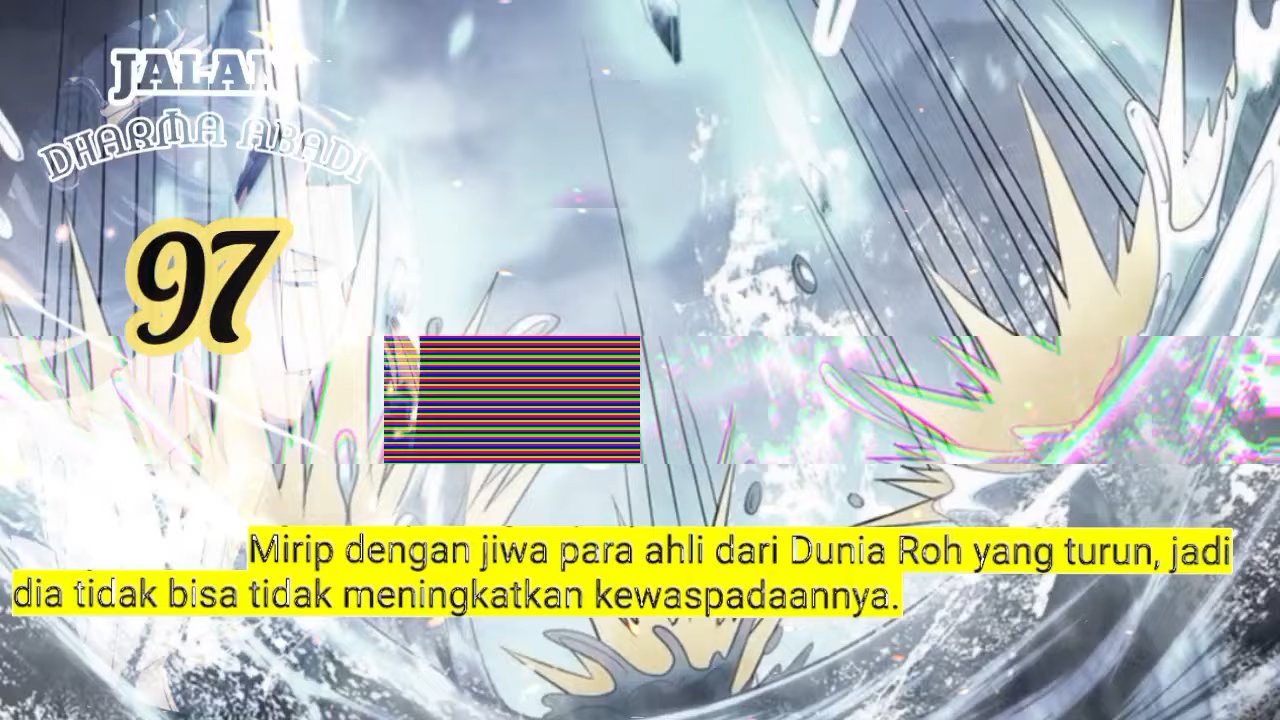 JALAN
DHARMA ABADI
97
Mirip dengan jiwa para ahli dari Dunia Roh yang turun, jadi
dia tidak bisa tidak meningkatkan kewaspadaannya.